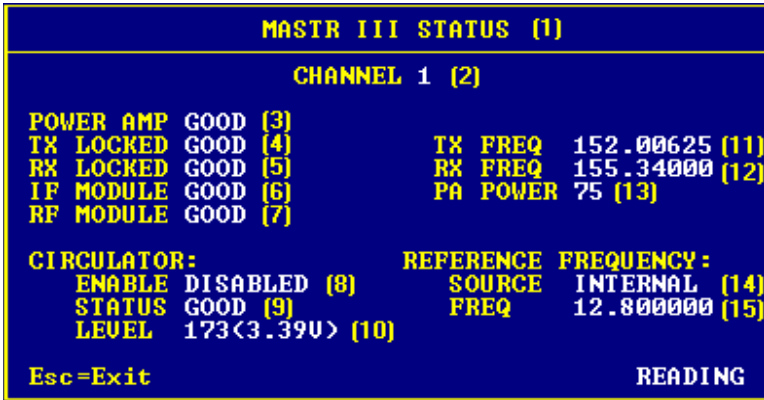 MASTR III STATUS (1)
CHANNEL 1 (2)
POWER AMP GOOD (3)
TX LOCKED GOOD (4) TX FREQ 152.00625 (11)
RX LOCKED GOOD (5) RX FREQ 155.34000 (12)
IF MODULE GOOD (6) PA POWER 75 (13)
RF MODULE GOOD (7)
CIRCULATOR: REFERENCE FREQUENCY:
ENABLE DISABLED (8) SOURCE INTERNAL (14)
STATUS GOOD (9) FREQ 12.800000 (15)
LEVEL 173(3.39V) (10)
Esc=Exit READING